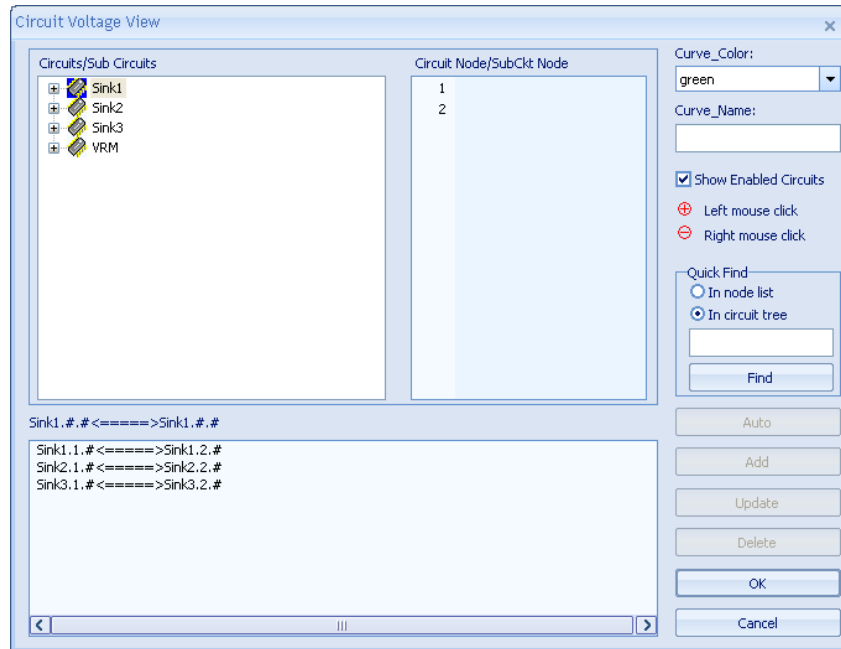 Circuit Voltage View
Circuits/Sub Circuits
Sink1
Sink2
Sink3
VRM
Circuit Node/SubCkt Node
1
2
Curve_Color:
green
Curve_Name:
Show Enabled Circuits
Left mouse click
Right mouse click
Quick Find
In node list
In circuit tree
Find
Sink1.#.#<=====>Sink1.#.#
Sink1.1.#<=====>Sink1.2.#
Sink2.1.#<=====>Sink2.2.#
Sink3.1.#<=====>Sink3.2.#
Auto
Add
Update
Delete
OK
Cancel